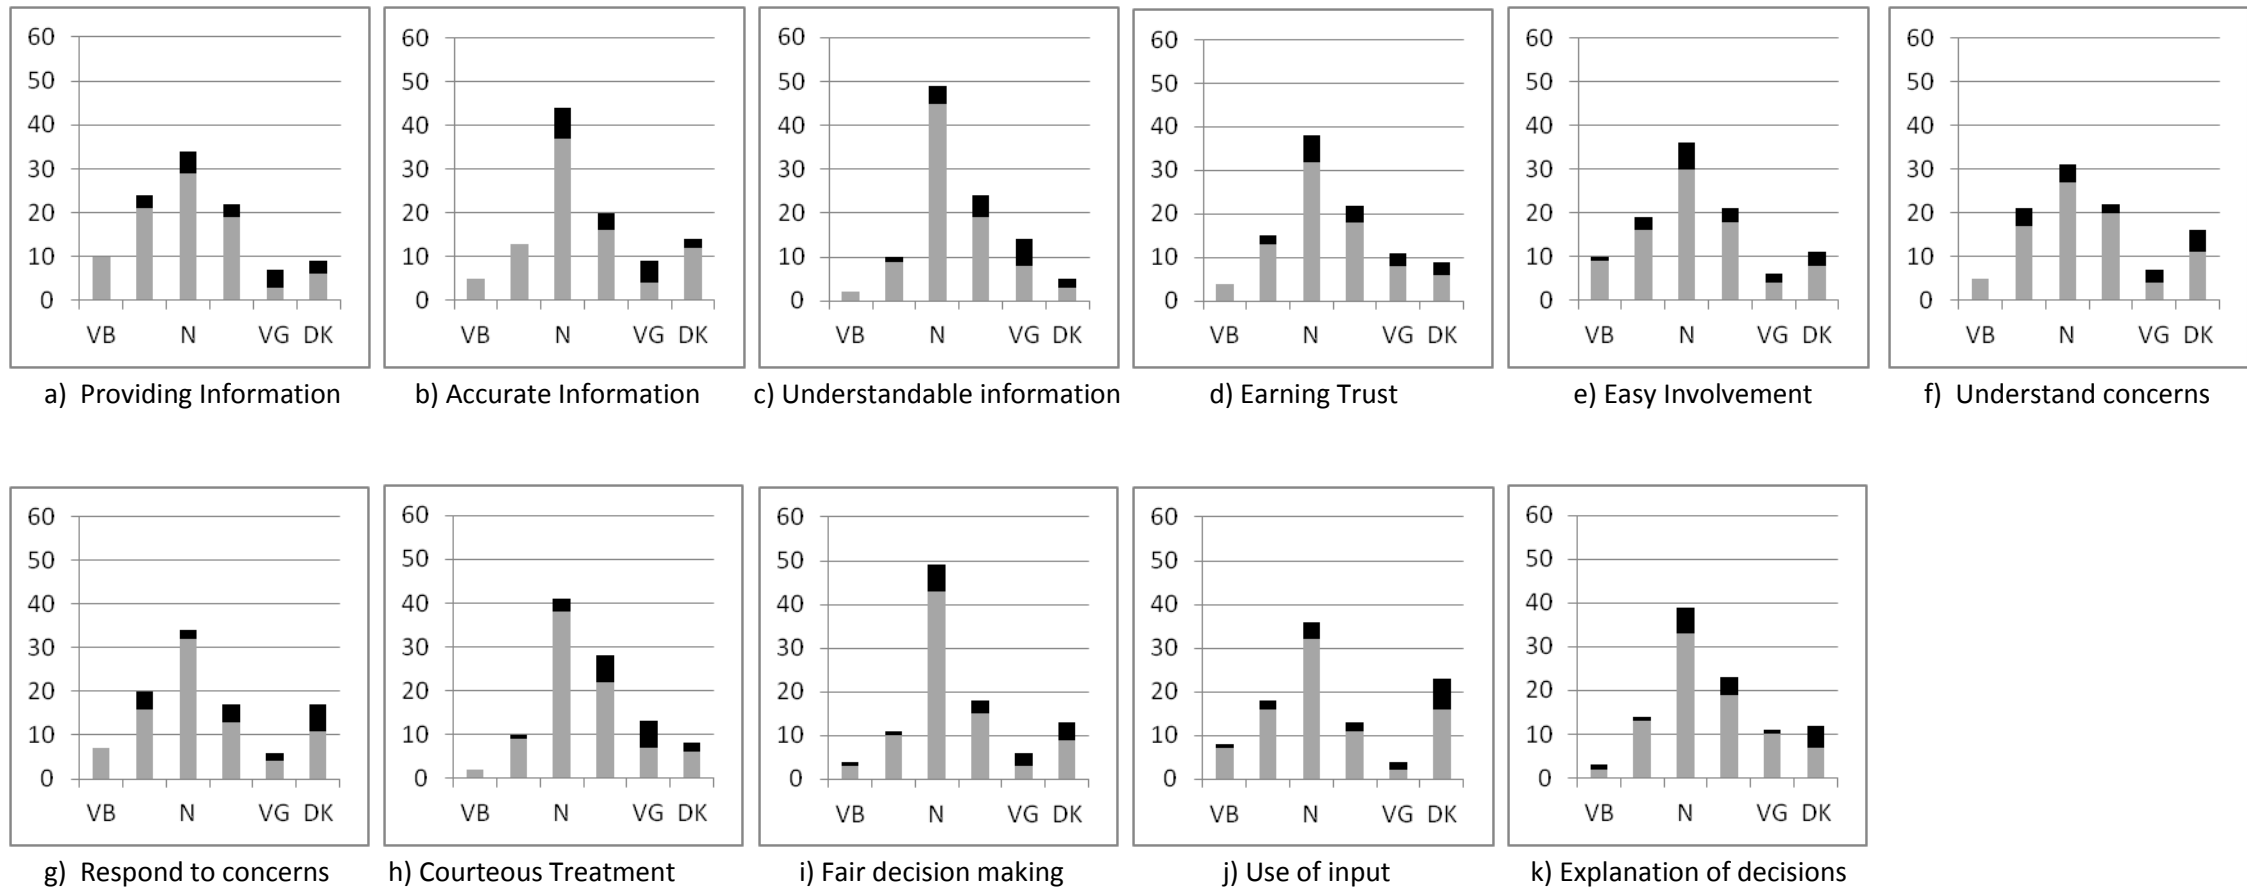 60 60 60 60 60 60
50 50 50 50 50 50
40 40 40 40 40 40
30 30 30 30 30 30
20 20 20 20 20 20
10 10 10 10 10 10
0 0 0 0 0 0
VB N VG DK VB N VG DK VB N VG DK VB N VG DK VB N VG DK VB N VG DK
a) Providing Information b) Accurate Information c) Understandable information d) Earning Trust e) Easy Involvement f) Understand concerns
60 60 60 60 60
50 50 50 50 50
40 40 40 40 40
30 30 30 30 30
20 20 20 20 20
10 10 10 10 10
0 0 0 0 0
VB N VG DK VB N VG DK VB N VG DK VB N VG DK VB N VG DK
g) Respond to concerns h) Courteous Treatment i) Fair decision making j) Use of input k) Explanation of decisions